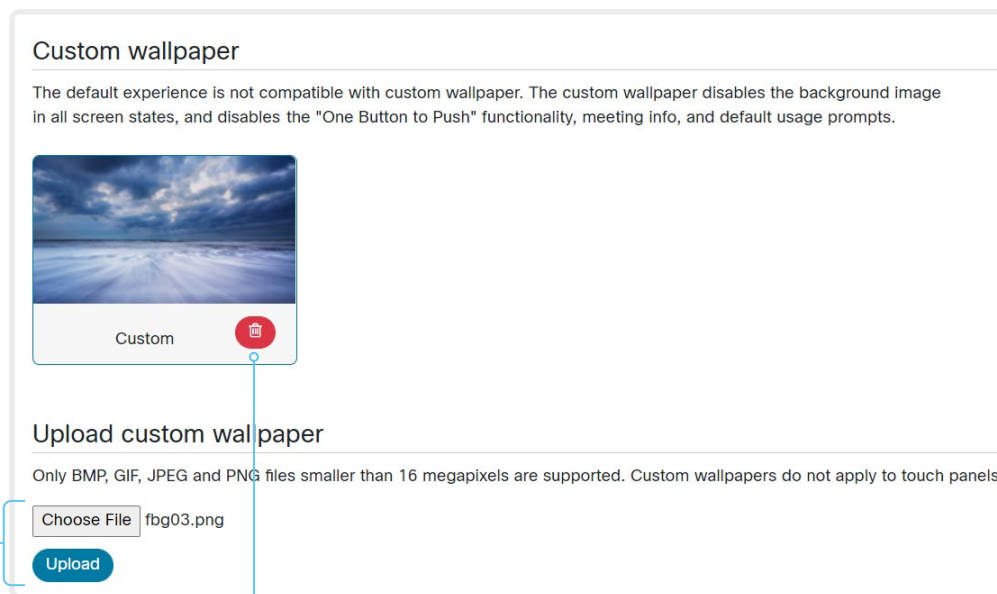 Custom wallpaper
The default experience is not compatible with custom wallpaper. The custom wallpaper disables the background image
in all screen states, and disables the "One Button to Push" functionality, meeting info, and default usage prompts.
Custom
Upload custom wallpaper
Only BMP, GIF, JPEG and PNG files smaller than 16 megapixels are supported. Custom wallpapers do not apply to touch panels
Choose File fbg03.png
Upload